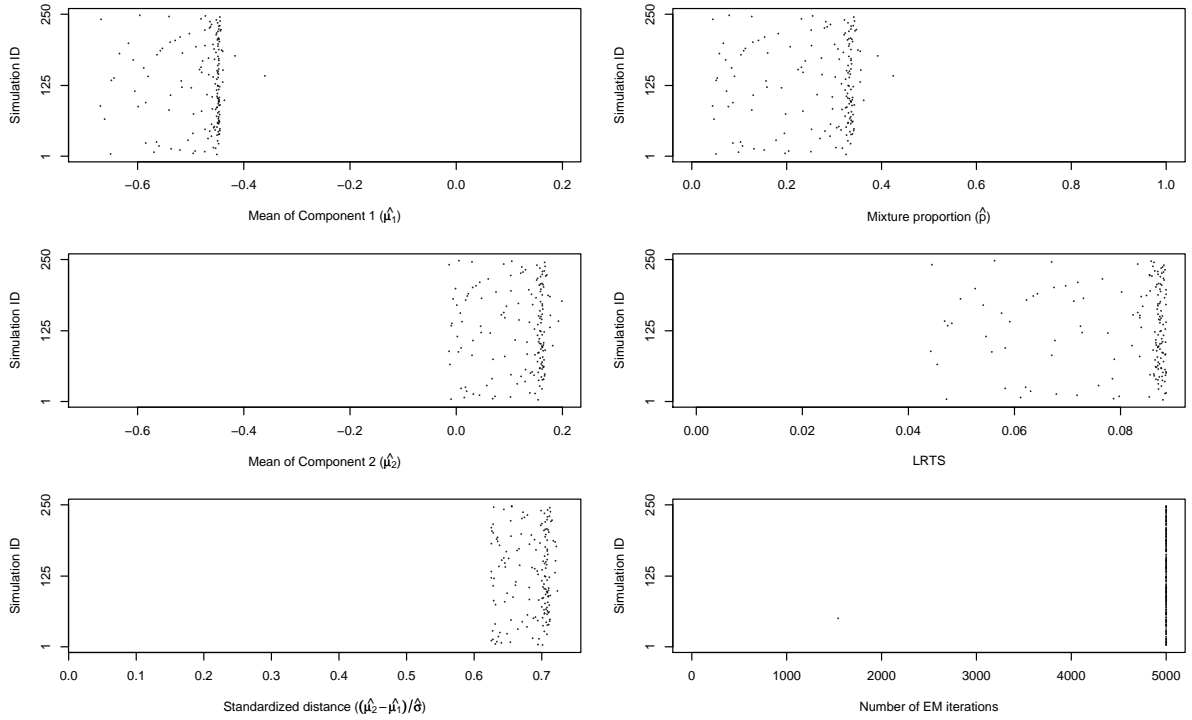 250
125
1
Simulation ID
−0.6 −0.4 −0.2 0.0 0.2
Mean of Component 1 (μ̂₁)
250
125
1
Simulation ID
0.0 0.2 0.4 0.6 0.8 1.0
Mixture proportion (p̂)
250
125
1
Simulation ID
−0.6 −0.4 −0.2 0.0 0.2
Mean of Component 2 (μ̂₂)
250
125
1
Simulation ID
0.00 0.02 0.04 0.06 0.08
LRTS
250
125
1
Simulation ID
0.0 0.1 0.2 0.3 0.4 0.5 0.6 0.7
Standardized distance ((μ̂₂−μ̂₁)/σ̂)
250
125
1
Simulation ID
0 1000 2000 3000 4000 5000
Number of EM iterations